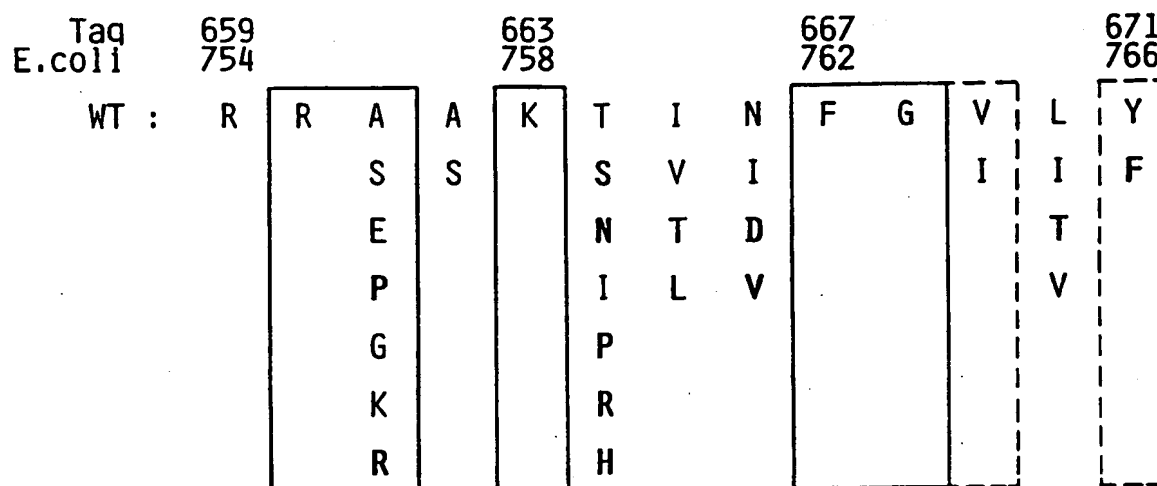 Taq 659 663 667 671
E.coli 754 758 762 766
WT : R R A A K T I N F G V L Y
S S S V I I I F
E N T D T
P I L V V
G P
K R
R H